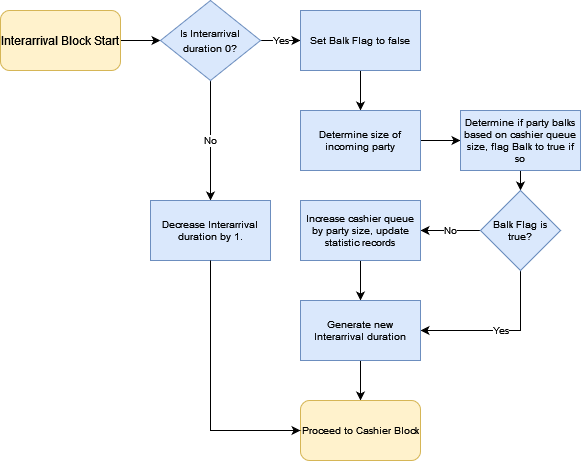 Interarrival Block Start
Is Interarrival
duration 0?
Yes
Set Balk Flag to false
No
Determine size of
incoming party
Determine if party balks
based on cashier queue
size, flag Balk to true if
so
Decrease Interarrival
duration by 1.
Increase cashier queue
by party size, update
statistic records
No
Balk Flag is
true?
Generate new
Interarrival duration
Yes
Proceed to Cashier Block